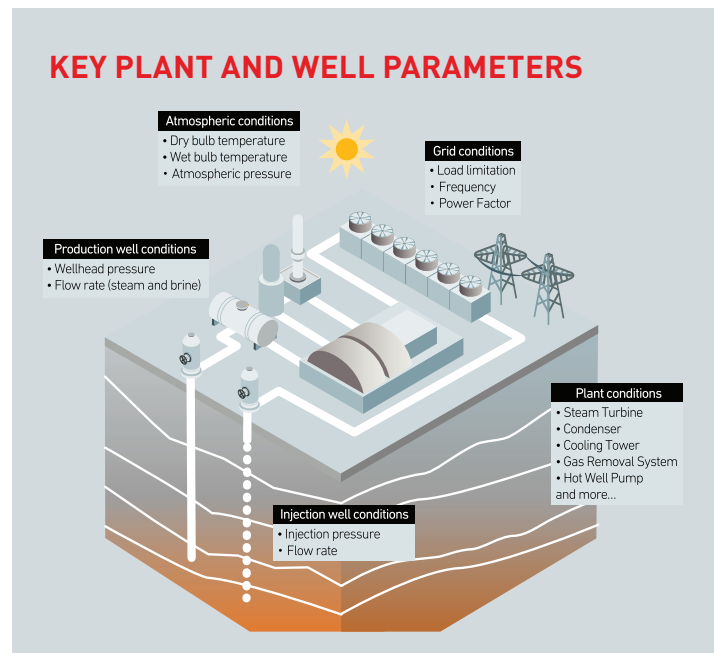 KEY PLANT AND WELL PARAMETERS
Atmospheric conditions
• Dry bulb temperature
• Wet bulb temperature
• Atmospheric pressure
Grid conditions
• Load limitation
• Frequency
• Power Factor
Production well conditions
• Wellhead pressure
• Flow rate (steam and brine)
Plant conditions
• Steam Turbine
• Condenser
• Cooling Tower
• Gas Removal System
• Hot Well Pump
and more...
Injection well conditions
• Injection pressure
• Flow rate